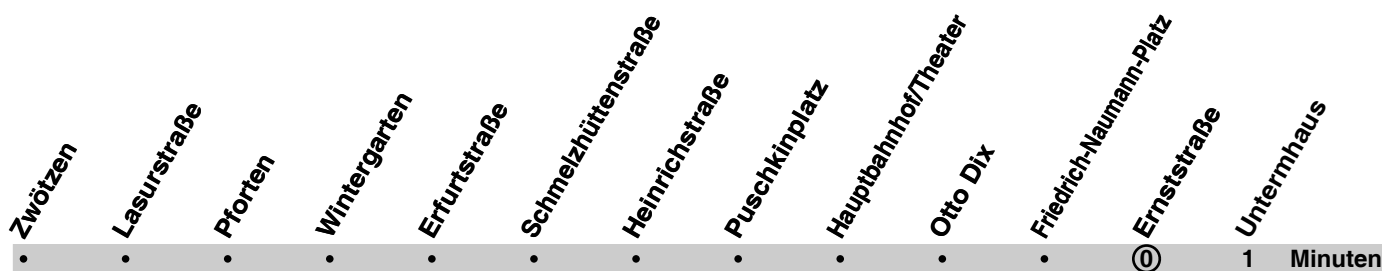 Zwötzen
Lasurstraße
Pforten
Wintergarten
Erfurtstraße
Schmelzhüttenstraße
Heinrichstraße
Puschkinplatz
Hauptbahnhof/Theater
Otto Dix
Friedrich-Naumann-Platz
Ernststraße
Untermhaus
• • • • • • • • • • • 0 1 Minuten